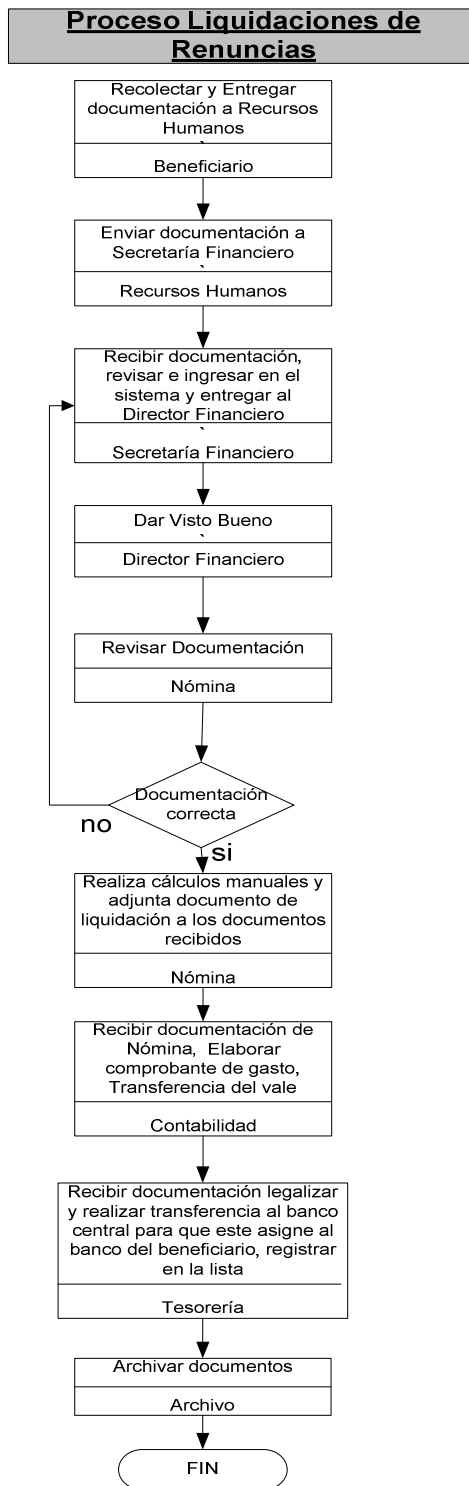 Proceso Liquidaciones de
Renuncias
Recolectar y Entregar
documentación a Recursos
Humanos
`
Beneficiario
Enviar documentación a
Secretaría Financiero
`
Recursos Humanos
Recibir documentación,
revisar e ingresar en el
sistema y entregar al
Director Financiero
`
Secretaría Financiero
Dar Visto Bueno
`
Director Financiero
Revisar Documentación
Nómina
Documentación
correcta
no
si
Realiza cálculos manuales y
adjunta documento de
liquidación a los documentos
recibidos
Nómina
Recibir documentación de
Nómina, Elaborar
comprobante de gasto,
Transferencia del vale
Contabilidad
Recibir documentación legalizar
y realizar transferencia al banco
central para que este asigne al
banco del beneficiario, registrar
en la lista
Tesorería
Archivar documentos
Archivo
FIN